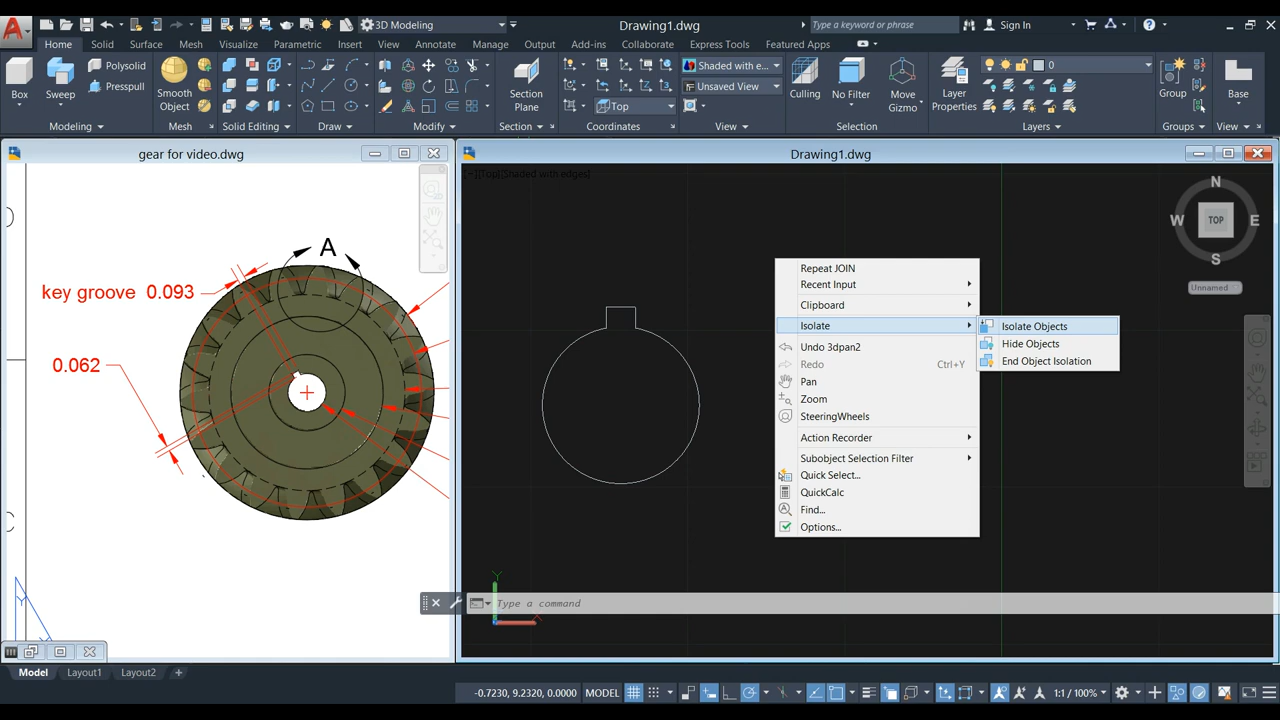 3D Modeling
Drawing1.dwg
Type a keyword or phrase
Sign In
Home Solid Surface Mesh Visualize Parametric Insert View Annotate Manage Output Add-ins Collaborate Express Tools Featured Apps
Box
Sweep
Polysolid
Presspull
Smooth
Object
Section
Plane
Top
Shaded with e...
Unsaved View
Culling
No Filter
Move
Gizmo
Layer
Properties
0
Group
Base
Modeling Mesh Solid Editing Draw Modify Section Coordinates View Selection Layers Groups View
gear for video.dwg
Drawing1.dwg
[−][Top][Shaded with edges]
A
key groove 0.093
0.062
N
W TOP E
S
Unnamed
Repeat JOIN
Recent Input
Clipboard
Isolate
Undo 3dpan2
Redo Ctrl+Y
Pan
Zoom
SteeringWheels
Action Recorder
Subobject Selection Filter
Quick Select...
QuickCalc
Find...
Options...
Isolate Objects
Hide Objects
End Object Isolation
Y
X
Y
Type a command
Model Layout1 Layout2 +
-0.7230, 9.2320, 0.0000 MODEL 1:1 / 100%